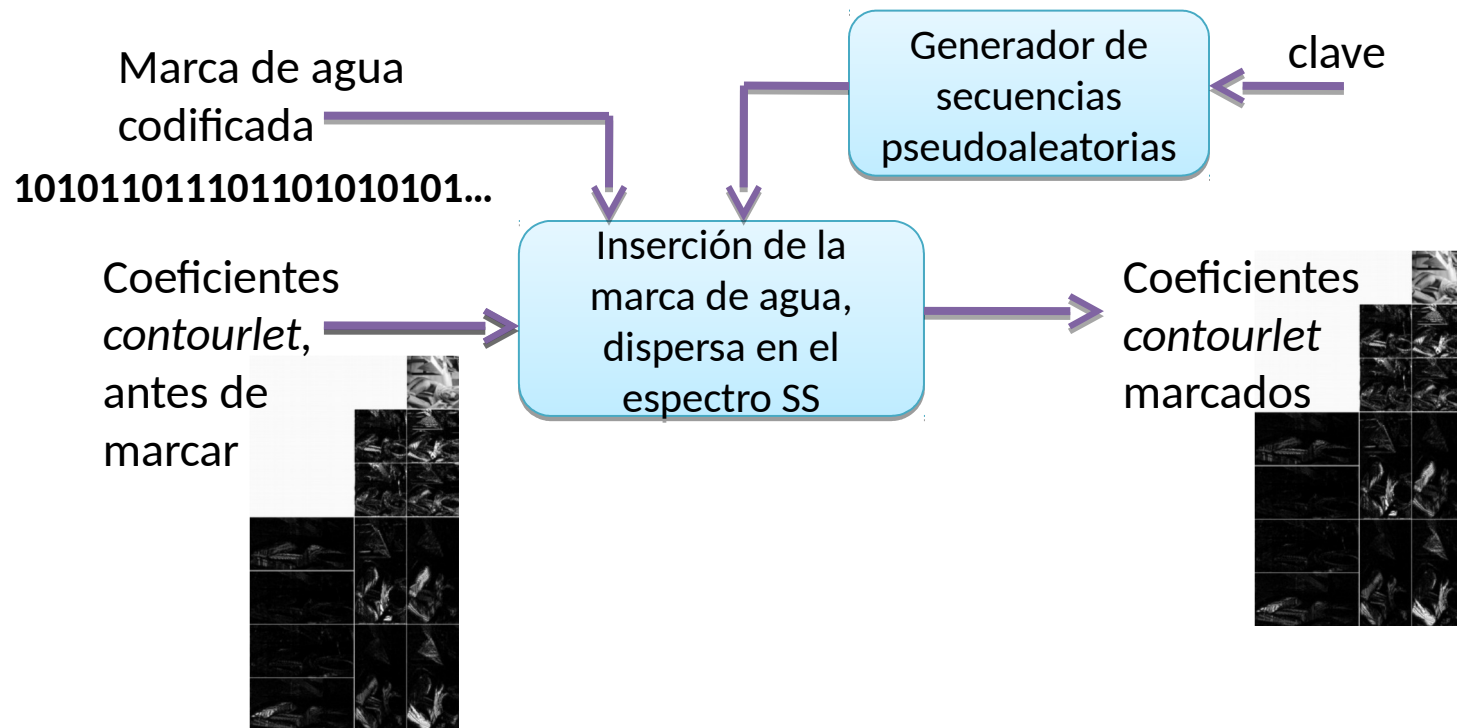 Marca de agua
codificada
101011011101101010101...
Generador de
secuencias
pseudoaleatorias
clave
Coeficientes
contourlet,
antes de
marcar
Inserción de la
marca de agua,
dispersa en el
espectro SS
Coeficientes
contourlet
marcados